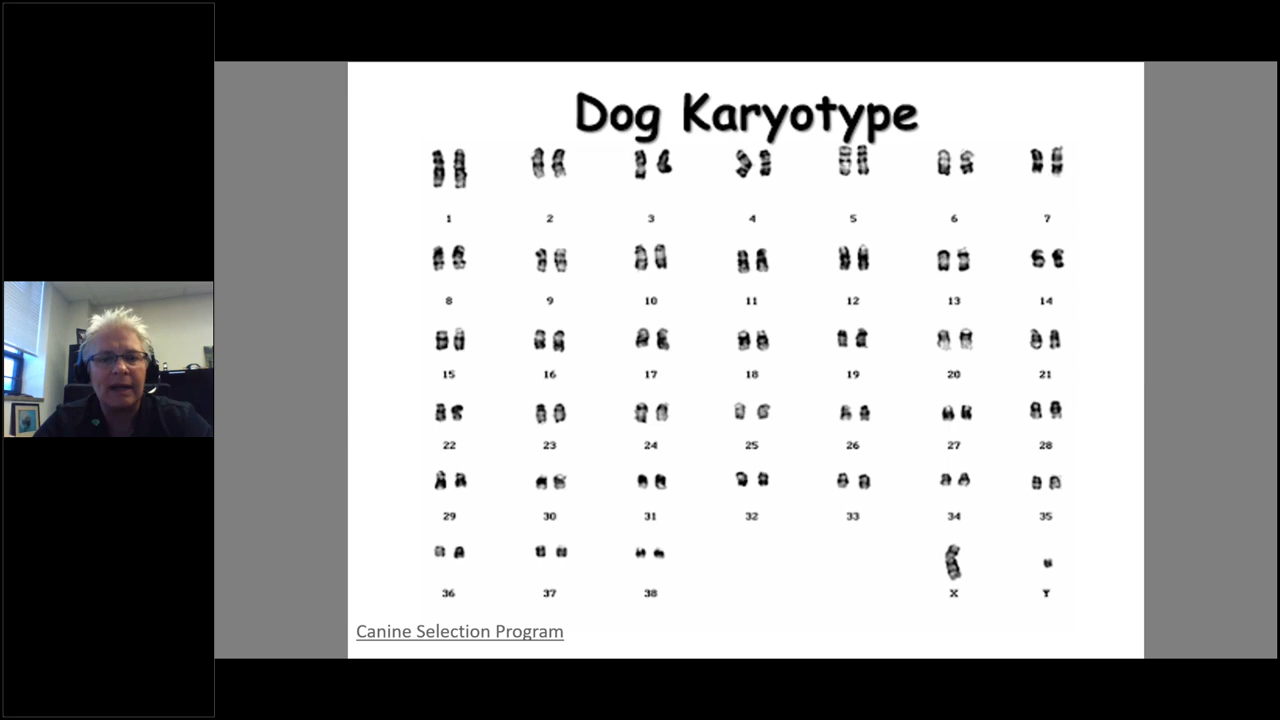 Dog Karyotype
1 2 3 4 5 6 7
8 9 10 11 12 13 14
15 16 17 18 19 20 21
22 23 24 25 26 27 28
29 30 31 32 33 34 35
36 37 38 X Y
Canine Selection Program